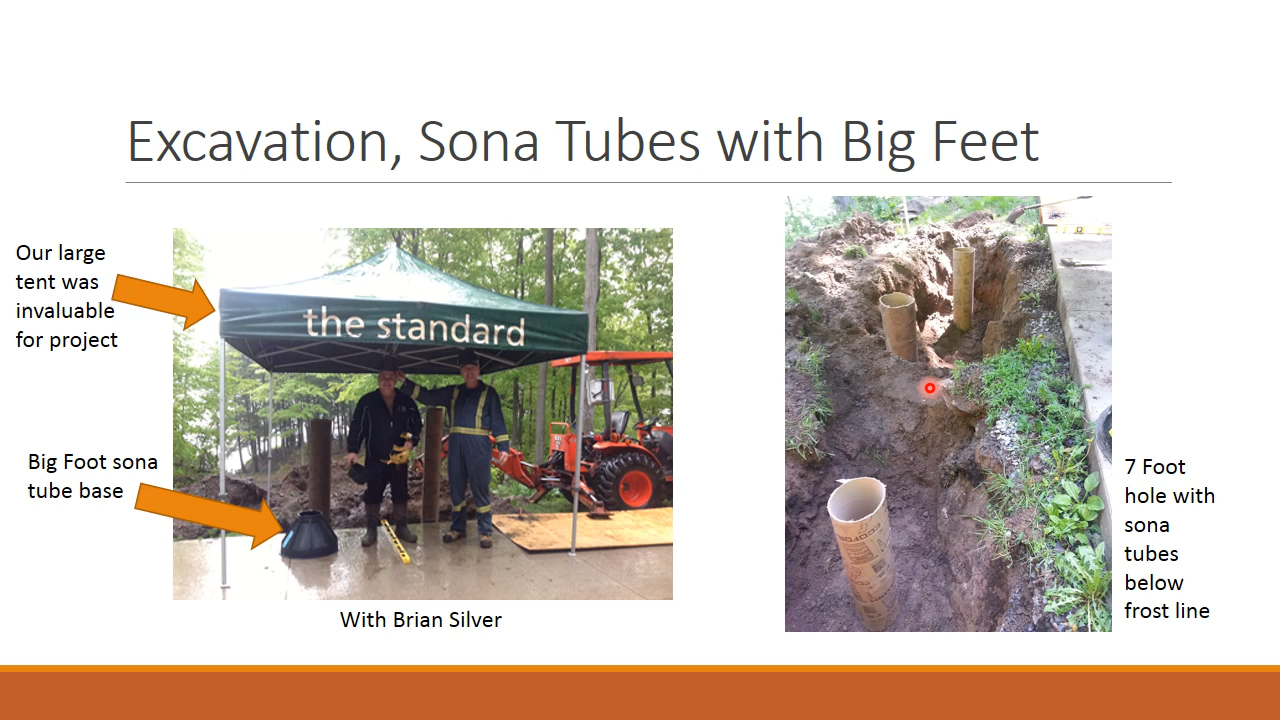 Excavation, Sona Tubes with Big Feet
Our large
tent was
invaluable
for project
the standard
Big Foot sona
tube base
With Brian Silver
7 Foot
hole with
sona
tubes
below
frost line